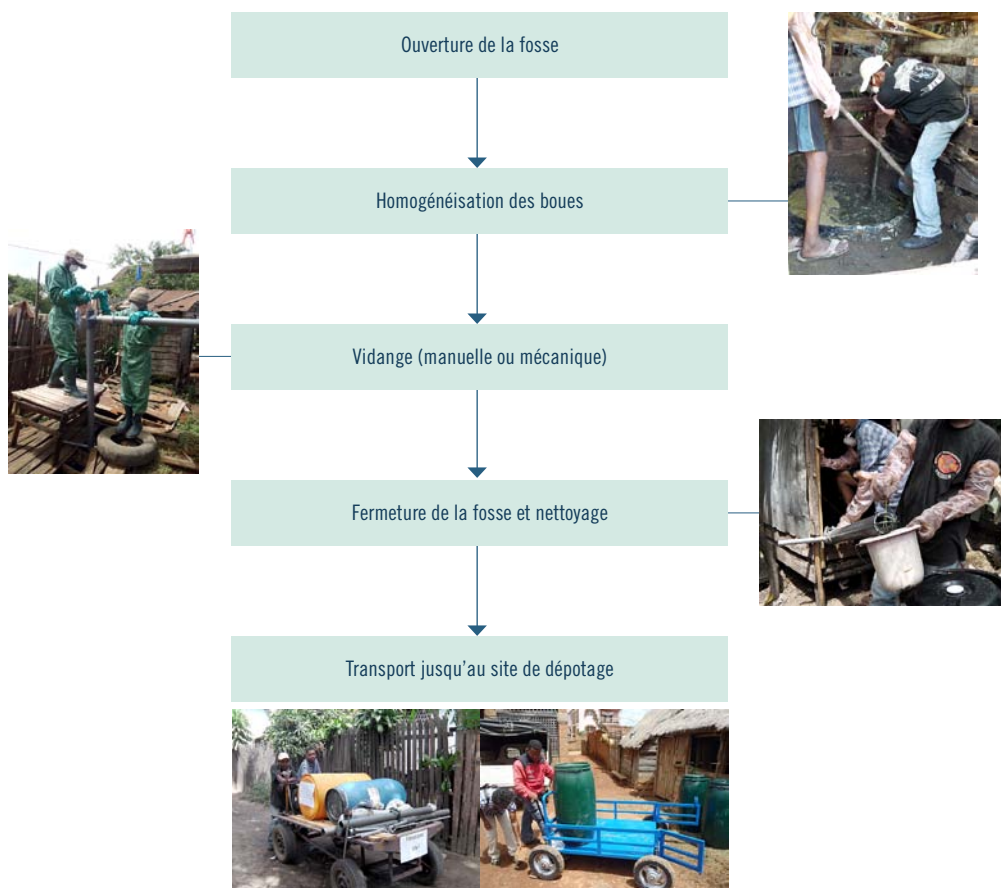 Ouverture de la fosse
Homogénéisation des boues
Vidange (manuelle ou mécanique)
Fermeture de la fosse et nettoyage
Transport jusqu'au site de dépotage